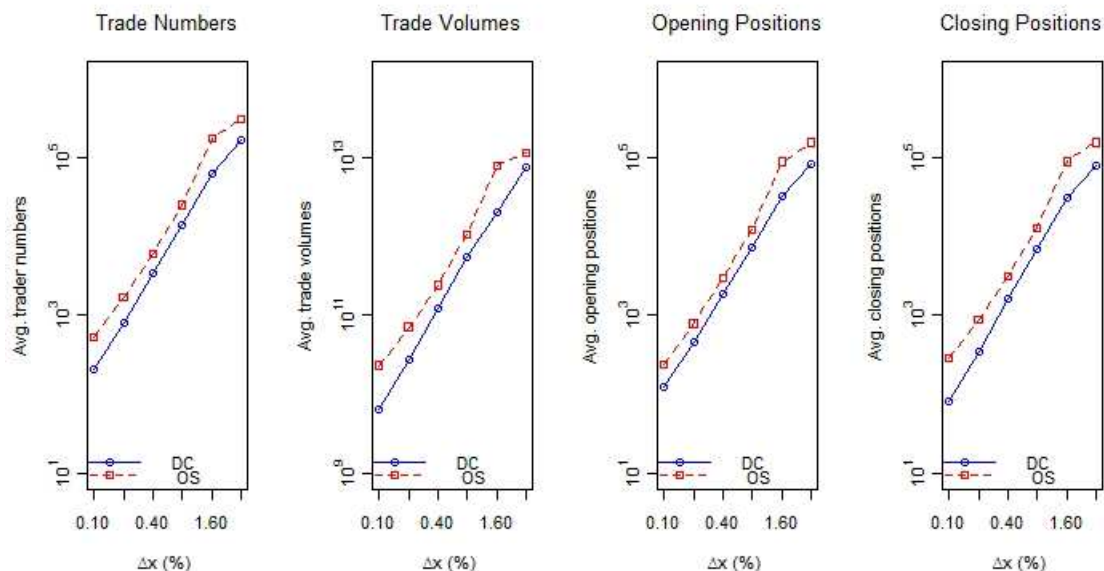 Trade Numbers
Avg. trader numbers
10^5
10^3
10^1
DC
OS
0.10 0.40 1.60
Δx (%)
Trade Volumes
Avg. trade volumes
10^13
10^11
10^9
DC
OS
0.10 0.40 1.60
Δx (%)
Opening Positions
Avg. opening positions
10^5
10^3
10^1
DC
OS
0.10 0.40 1.60
Δx (%)
Closing Positions
Avg. closing positions
10^5
10^3
10^1
DC
OS
0.10 0.40 1.60
Δx (%)